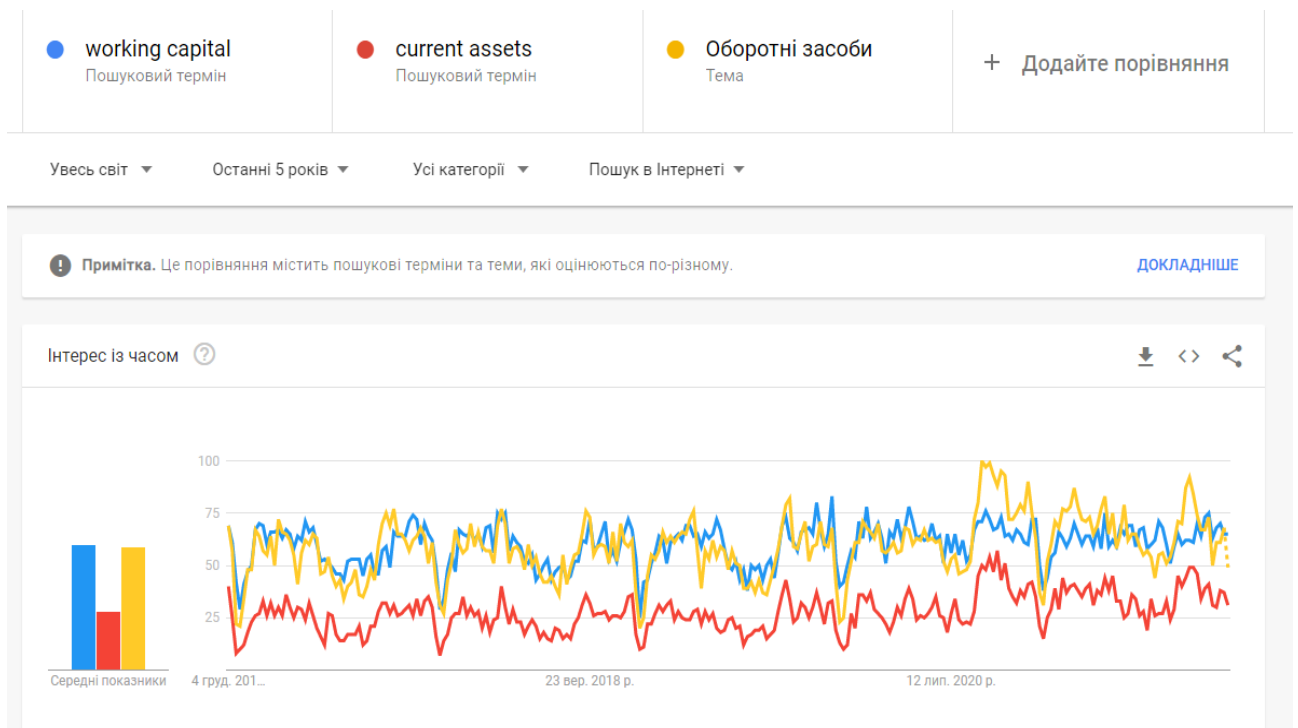 working capital
Пошуковий термін
current assets
Пошуковий термін
Оборотні засоби
Тема
+ Додайте порівняння
Увесь світ
Останні 5 років
Усі категорії
Пошук в Інтернеті
Примітка. Це порівняння містить пошукові терміни та теми, які оцінюються по-різному.
ДОКЛАДНІШЕ
Інтерес із часом
100
75
50
25
Середні показники
4 груд. 201...
23 вер. 2018 р.
12 лип. 2020 р.